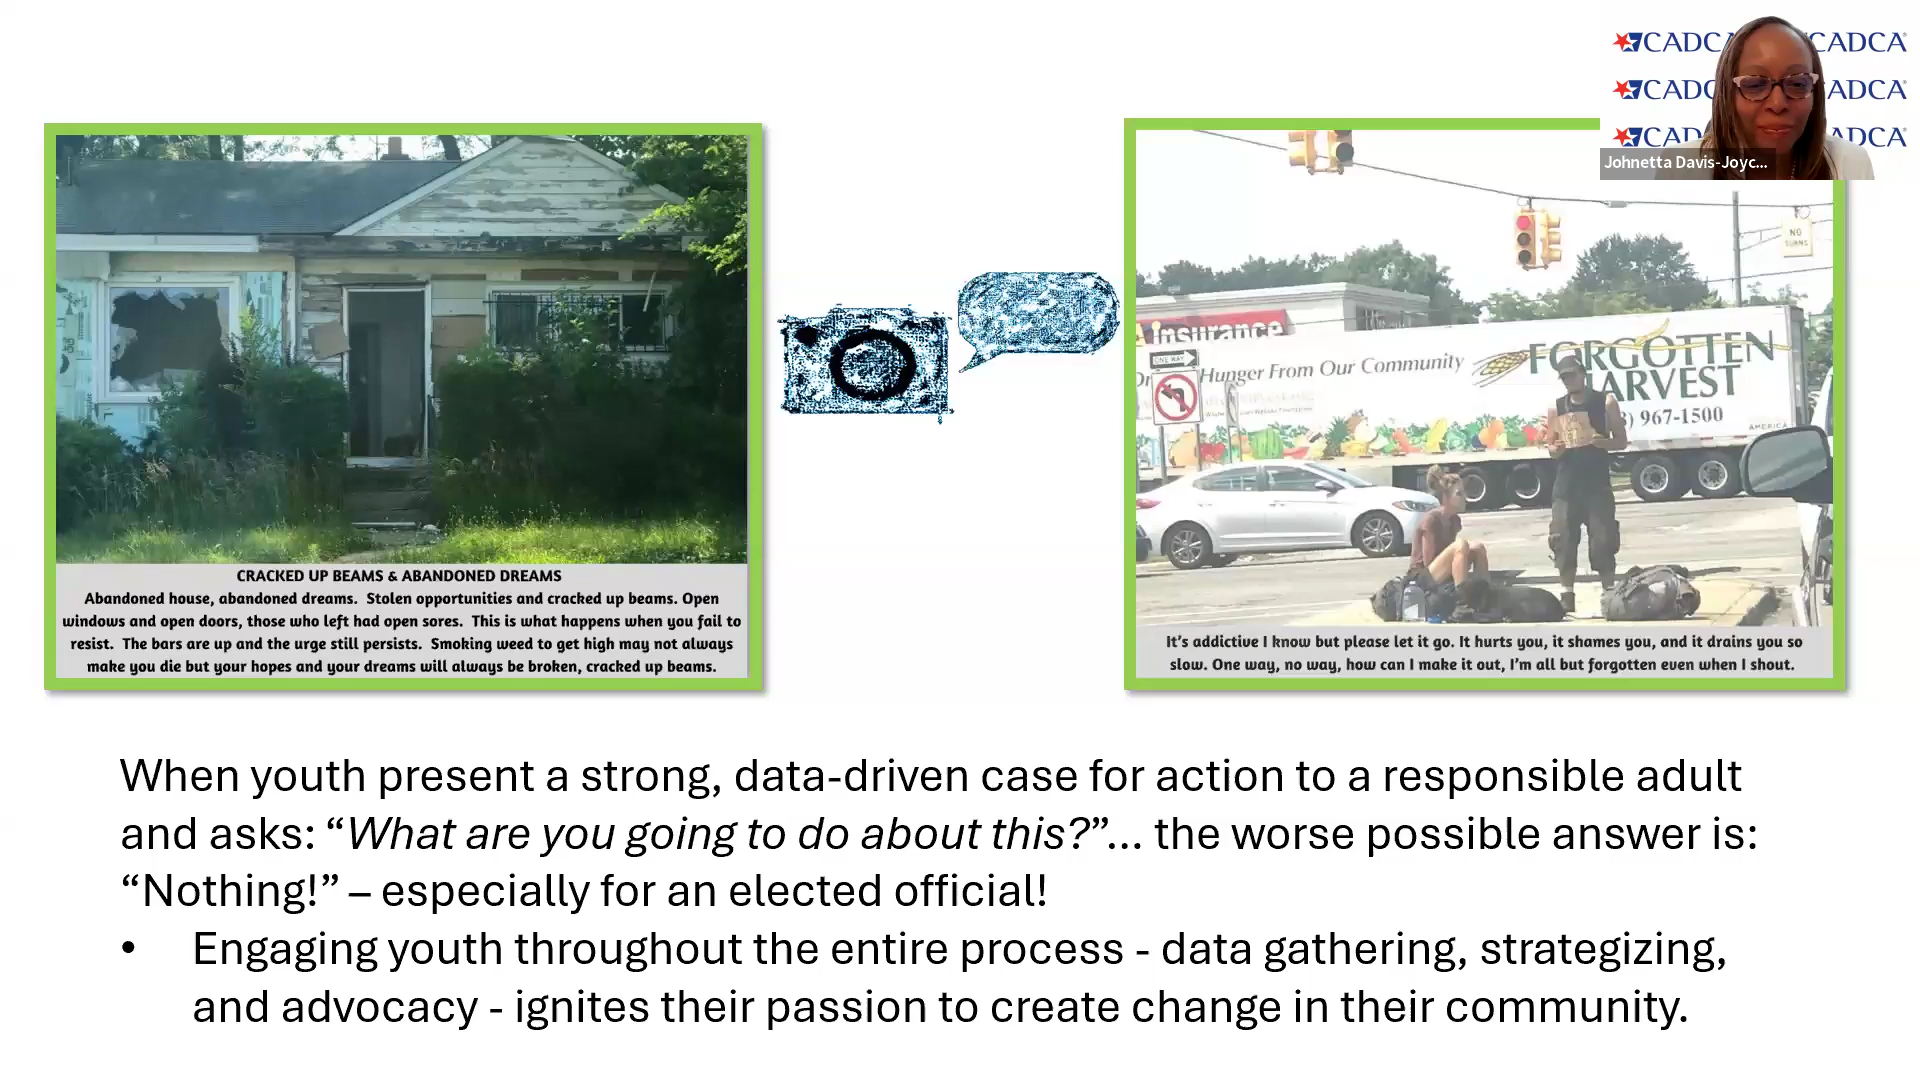 CADCA
CADCA
CADC
ADCA
CAD
ADCA
Johnetta Davis-Joyc...
CRACKED UP BEAMS & ABANDONED DREAMS
Abandoned house, abandoned dreams. Stolen opportunities and cracked up beams. Open
windows and open doors, those who left had open sores. This is what happens when you fail to
resist. The bars are up and the urge still persists. Smoking weed to get high may not always
make you die but your hopes and your dreams will always be broken, cracked up beams.
NO
TURNS
insurance
ONE WAY
Hunger From Our Community
FORGOTTEN
HARVEST
967-1500
AMERICA
It's addictive I know but please let it go. It hurts you, it shames you, and it drains you so
slow. One way, no way, how can I make it out, I'm all but forgotten even when I shout.
When youth present a strong, data-driven case for action to a responsible adult
and asks: “What are you going to do about this?”... the worse possible answer is:
“Nothing!” – especially for an elected official!
• Engaging youth throughout the entire process - data gathering, strategizing,
and advocacy - ignites their passion to create change in their community.